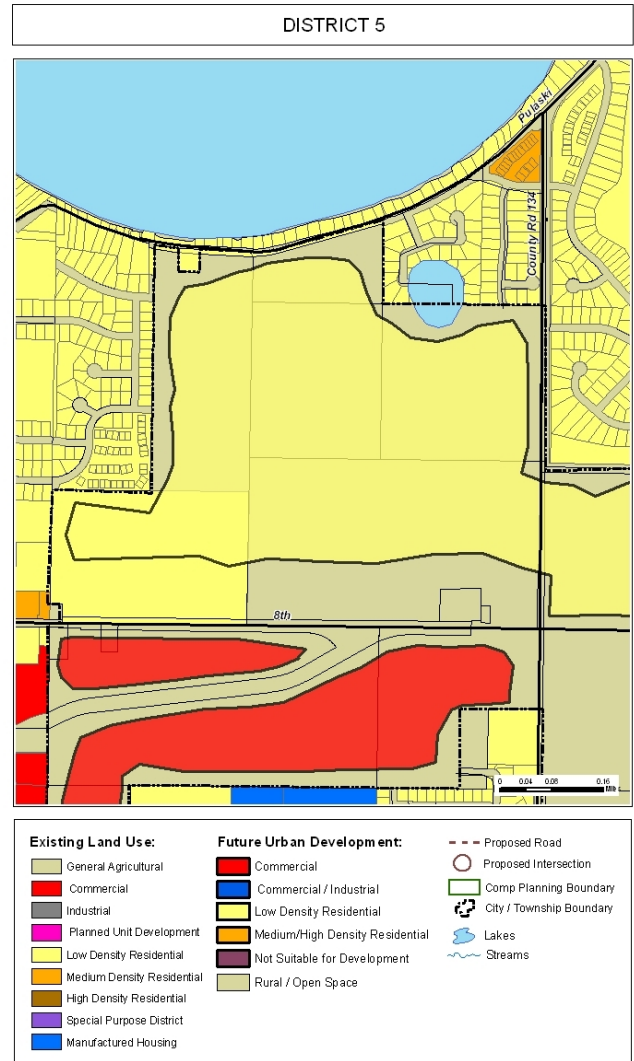 DISTRICT 5
Pulaski
County Rd 134
8th
0 0.04 0.08 0.16
Existing Land Use:
General Agricultural
Commercial
Industrial
Planned Unit Development
Low Density Residential
Medium Density Residential
High Density Residential
Special Purpose District
Manufactured Housing
Future Urban Development:
Commercial
Commercial / Industrial
Low Density Residential
Medium/High Density Residential
Not Suitable for Development
Rural / Open Space
Proposed Road
Proposed Intersection
Comp Planning Boundary
City / Township Boundary
Lakes
Streams